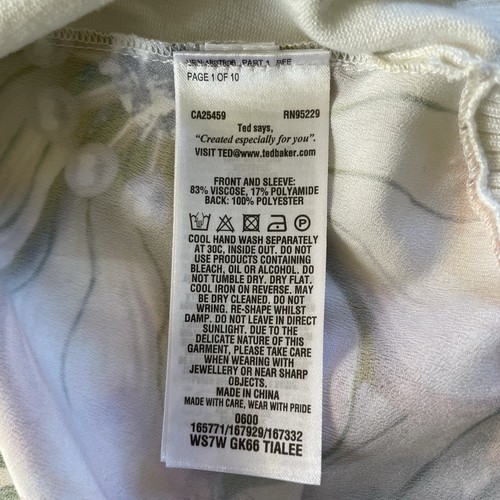 PAGE 1 OF 10
CA25459 RN95229
Ted says,
"Created especially for you".
VISIT TED@www.tedbaker.com
FRONT AND SLEEVE:
83% VISCOSE, 17% POLYAMIDE
BACK: 100% POLYESTER
COOL HAND WASH SEPARATELY
AT 30C, INSIDE OUT. DO NOT
USE PRODUCTS CONTAINING
BLEACH, OIL OR ALCOHOL. DO
NOT TUMBLE DRY. DRY FLAT.
COOL IRON ON REVERSE. MAY
BE DRY CLEANED. DO NOT
WRING. RE-SHAPE WHILST
DAMP. DO NOT LEAVE IN DIRECT
SUNLIGHT. DUE TO THE
DELICATE NATURE OF THIS
GARMENT, PLEASE TAKE CARE
WHEN WEARING WITH
JEWELLERY OR NEAR SHARP
OBJECTS.
MADE IN CHINA
MADE WITH CARE, WEAR WITH PRIDE
0600
165771/167929/167332
WS7W GK66 TIALEE